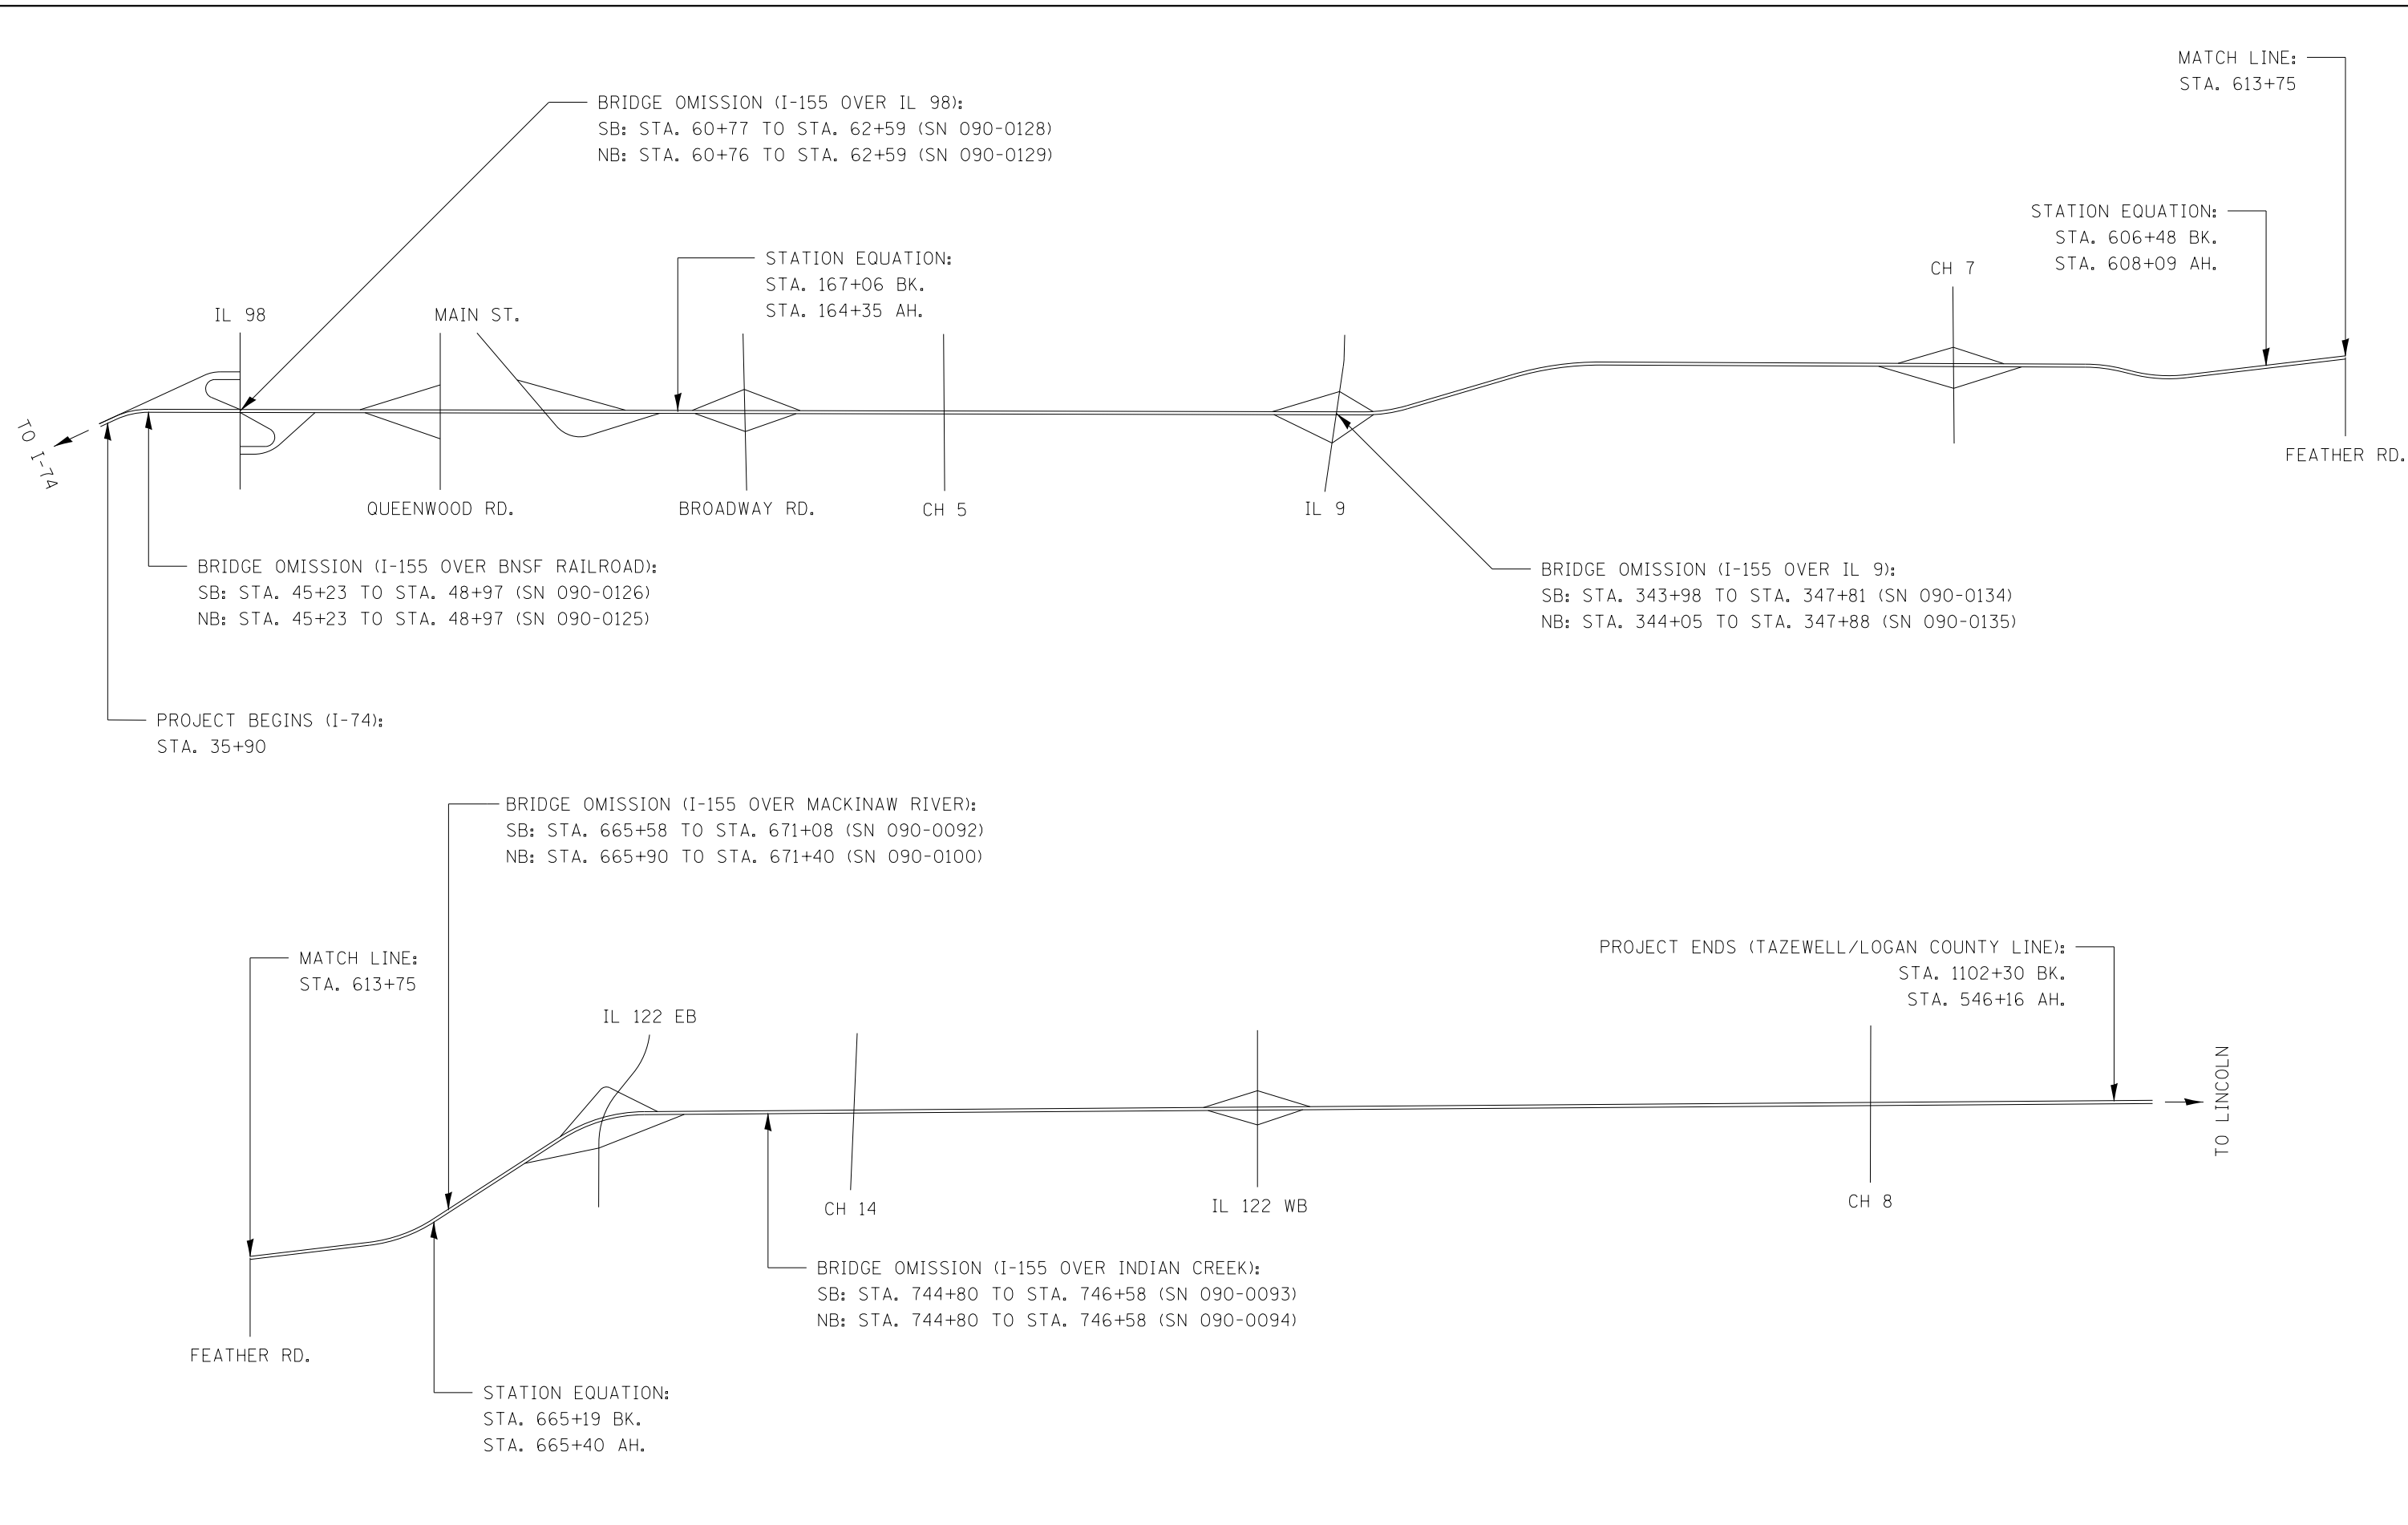 MATCH LINE:
STA. 613+75
BRIDGE OMISSION (I-155 OVER IL 98):
SB: STA. 60+77 TO STA. 62+59 (SN 090-0128)
NB: STA. 60+76 TO STA. 62+59 (SN 090-0129)
STATION EQUATION:
STA. 606+48 BK.
STA. 608+09 AH.
STATION EQUATION:
STA. 167+06 BK.
STA. 164+35 AH.
CH 7
IL 98
MAIN ST.
TO I-74
FEATHER RD.
QUEENWOOD RD.
BROADWAY RD.
CH 5
IL 9
BRIDGE OMISSION (I-155 OVER BNSF RAILROAD):
SB: STA. 45+23 TO STA. 48+97 (SN 090-0126)
NB: STA. 45+23 TO STA. 48+97 (SN 090-0125)
BRIDGE OMISSION (I-155 OVER IL 9):
SB: STA. 343+98 TO STA. 347+81 (SN 090-0134)
NB: STA. 344+05 TO STA. 347+88 (SN 090-0135)
PROJECT BEGINS (I-74):
STA. 35+90
BRIDGE OMISSION (I-155 OVER MACKINAW RIVER):
SB: STA. 665+58 TO STA. 671+08 (SN 090-0092)
NB: STA. 665+90 TO STA. 671+40 (SN 090-0100)
MATCH LINE:
STA. 613+75
PROJECT ENDS (TAZEWELL/LOGAN COUNTY LINE):
STA. 1102+30 BK.
STA. 546+16 AH.
IL 122 EB
TO LINCOLN
CH 14
IL 122 WB
CH 8
BRIDGE OMISSION (I-155 OVER INDIAN CREEK):
SB: STA. 744+80 TO STA. 746+58 (SN 090-0093)
NB: STA. 744+80 TO STA. 746+58 (SN 090-0094)
FEATHER RD.
STATION EQUATION:
STA. 665+19 BK.
STA. 665+40 AH.